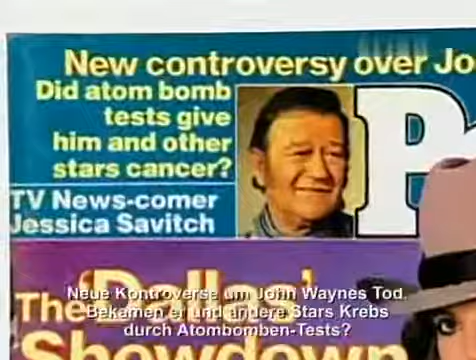 New controversy over Jo
Did atom bomb
tests give
him and other
stars cancer?
TV News-comer
Jessica Savitch
The 'Dallas'
Showdown
Neue Kontroverse um John Waynes Tod.
Bekamen er und andere Stars Krebs
durch Atombomben-Tests?